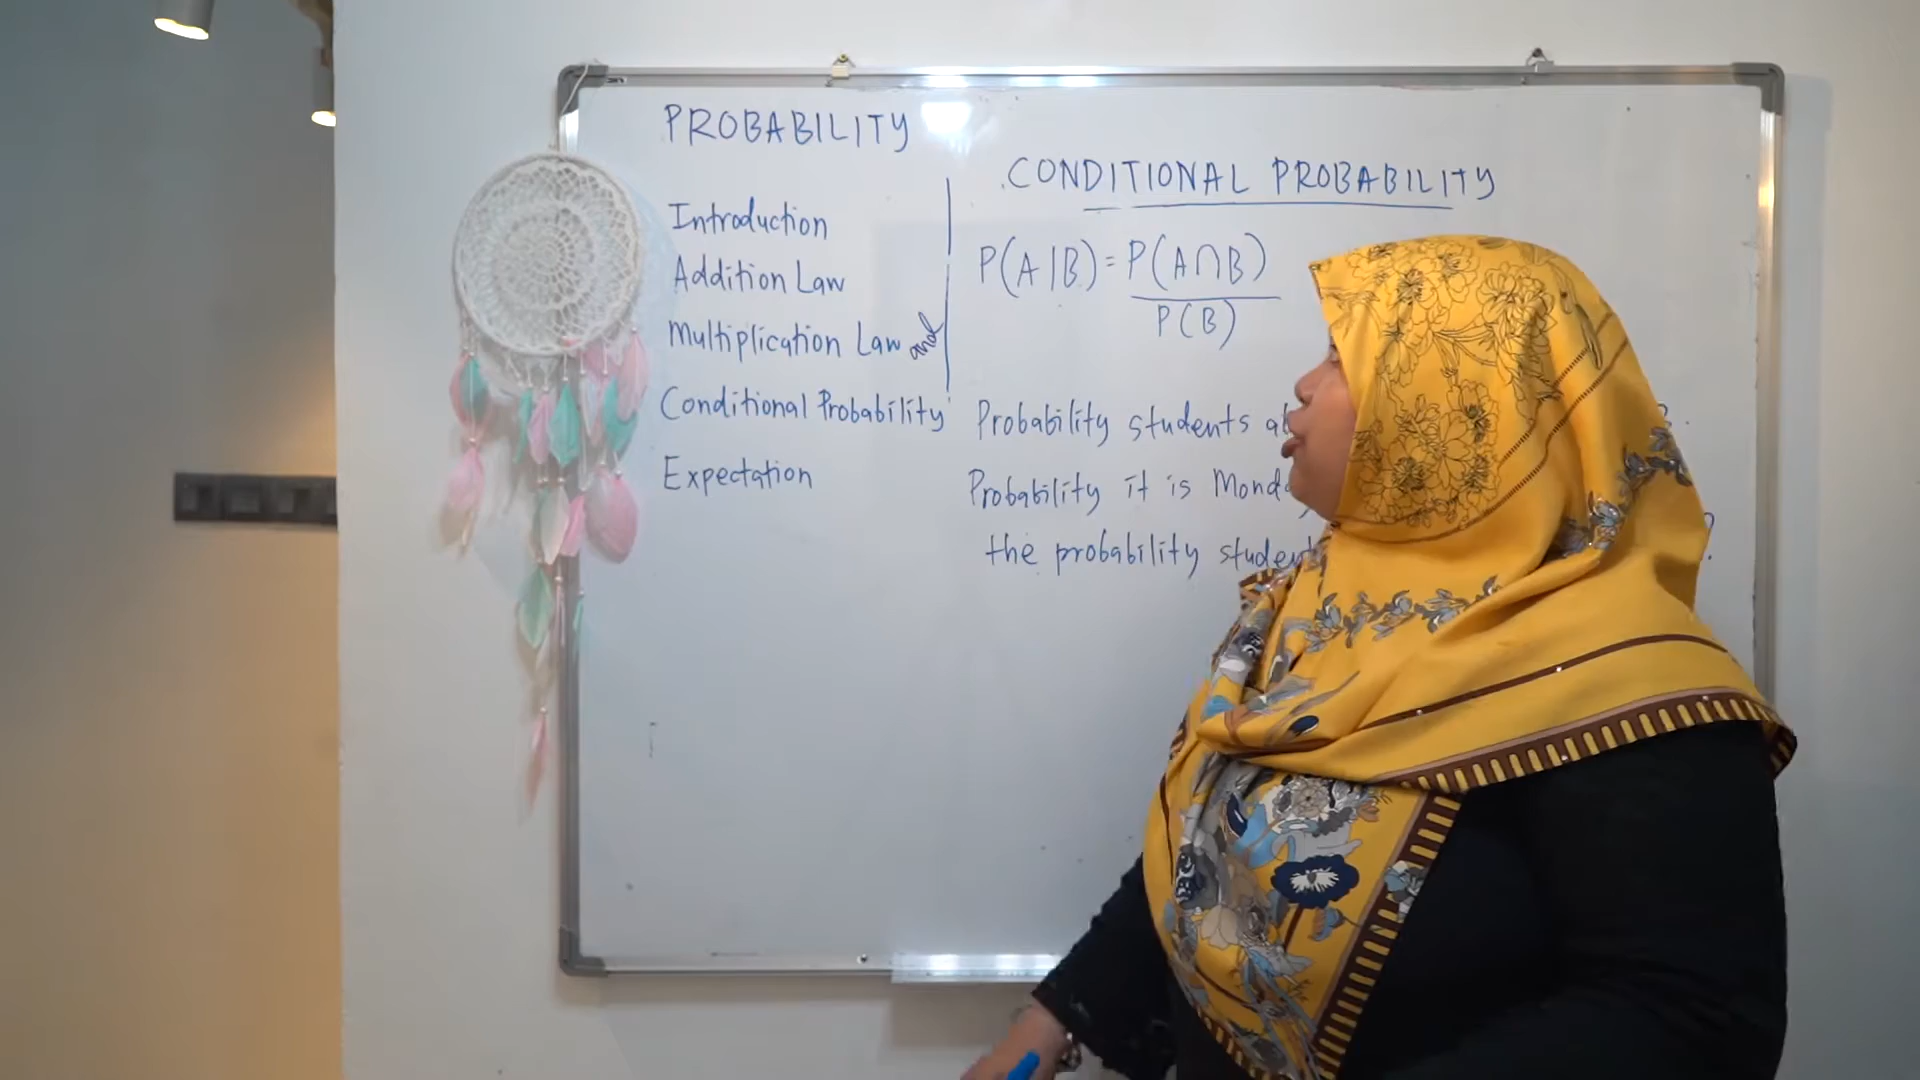 PROBABILITY
Introduction
Addition Law
Multiplication Law and
Conditional Probability
Expectation
CONDITIONAL PROBABILITY
P(A|B) = P(A∩B)
P(B)
Probability students
Probability it is
the probability